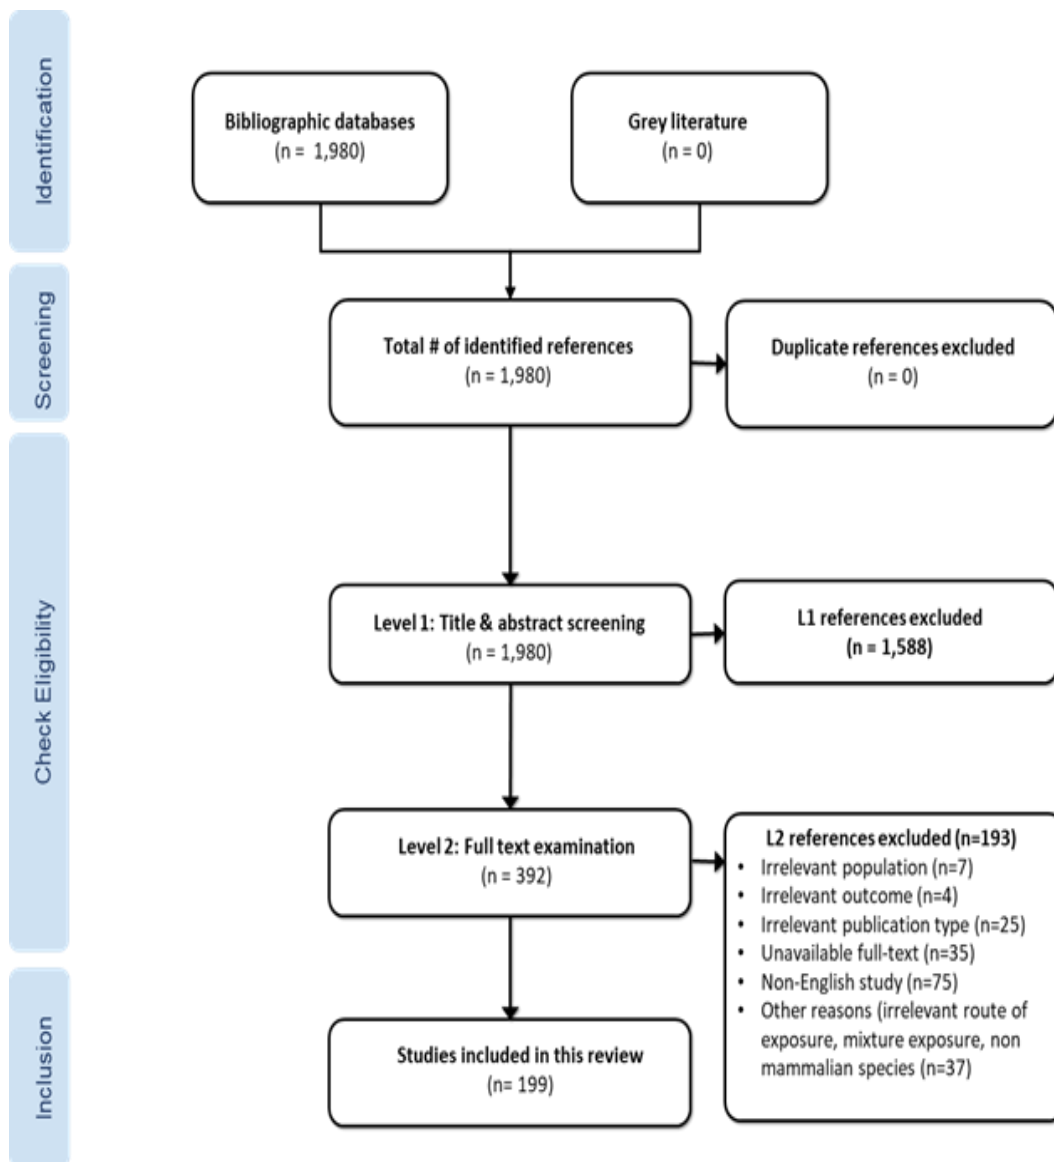 Identification
Bibliographic databases
(n =  1,980)
Grey literature
(n = 0)
Screening
Total # of identified references
(n = 1,980)
Duplicate references excluded
(n = 0)
Check Eligibility
Level 1: Title & abstract screening
(n = 1,980)
L1 references excluded
(n = 1,588)
Level 2: Full text examination
(n = 392)
L2 references excluded (n=193)
• Irrelevant population (n=7)
• Irrelevant outcome (n=4)
• Irrelevant publication type (n=25)
• Unavailable full-text (n=35)
• Non-English study (n=75)
• Other reasons (irrelevant route of
exposure, mixture exposure, non
mammalian species (n=37)
Inclusion
Studies included in this review
(n= 199)